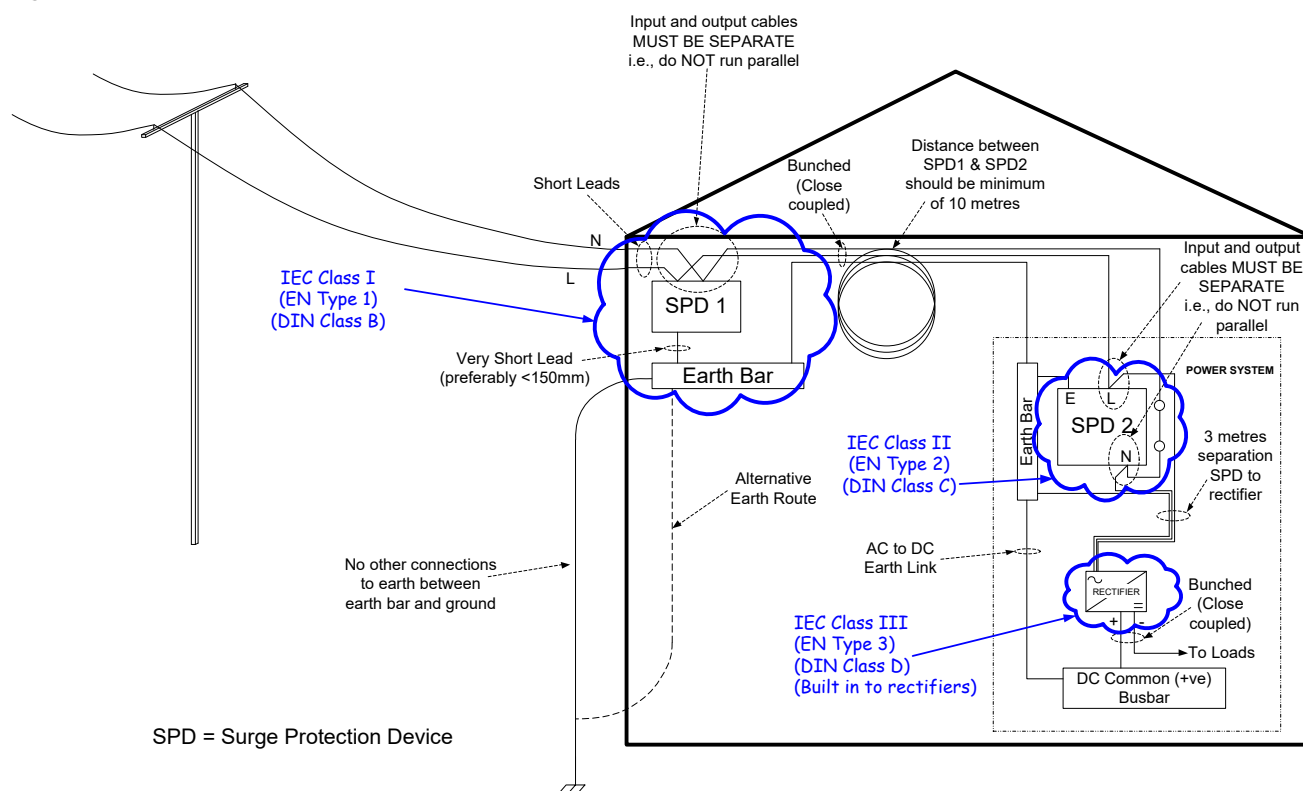 Input and output cables
MUST BE SEPARATE
i.e., do NOT run parallel
Short Leads
Bunched
(Close
coupled)
Distance between
SPD1 & SPD2
should be minimum
of 10 metres
N
L
IEC Class I
(EN Type 1)
(DIN Class B)
SPD 1
Very Short Lead
(preferably <150mm)
Earth Bar
Input and output
cables MUST BE
SEPARATE
i.e., do NOT run
parallel
POWER SYSTEM
E
L
SPD 2
N
Earth Bar
IEC Class II
(EN Type 2)
(DIN Class C)
3 metres
separation
SPD to
rectifier
Alternative
Earth Route
AC to DC
Earth Link
No other connections
to earth between
earth bar and ground
RECTIFIER
+
-
Bunched
(Close
coupled)
IEC Class III
(EN Type 3)
(DIN Class D)
(Built in to rectifiers)
To Loads
DC Common (+ve)
Busbar
SPD = Surge Protection Device